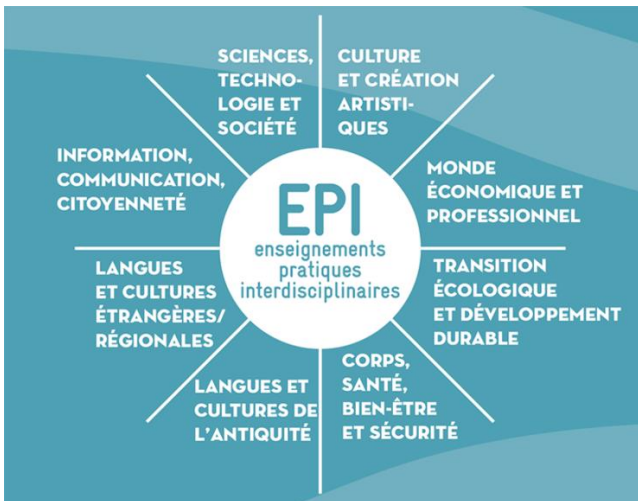 SCIENCES,
TECHNO-
LOGIE ET
SOCIÉTÉ
CULTURE
ET CRÉATION
ARTISTI-
QUES
INFORMATION,
COMMUNICATION,
CITOYENNETÉ
MONDE
ÉCONOMIQUE ET
PROFESSIONNEL
EPI
enseignements
pratiques
interdisciplinaires
LANGUES
ET CULTURES
ÉTRANGÈRES/
RÉGIONALES
TRANSITION
ÉCOLOGIQUE
ET DÉVELOPPEMENT
DURABLE
LANGUES ET
CULTURES DE
L'ANTIQUITÉ
CORPS,
SANTÉ,
BIEN-ÊTRE
ET SÉCURITÉ